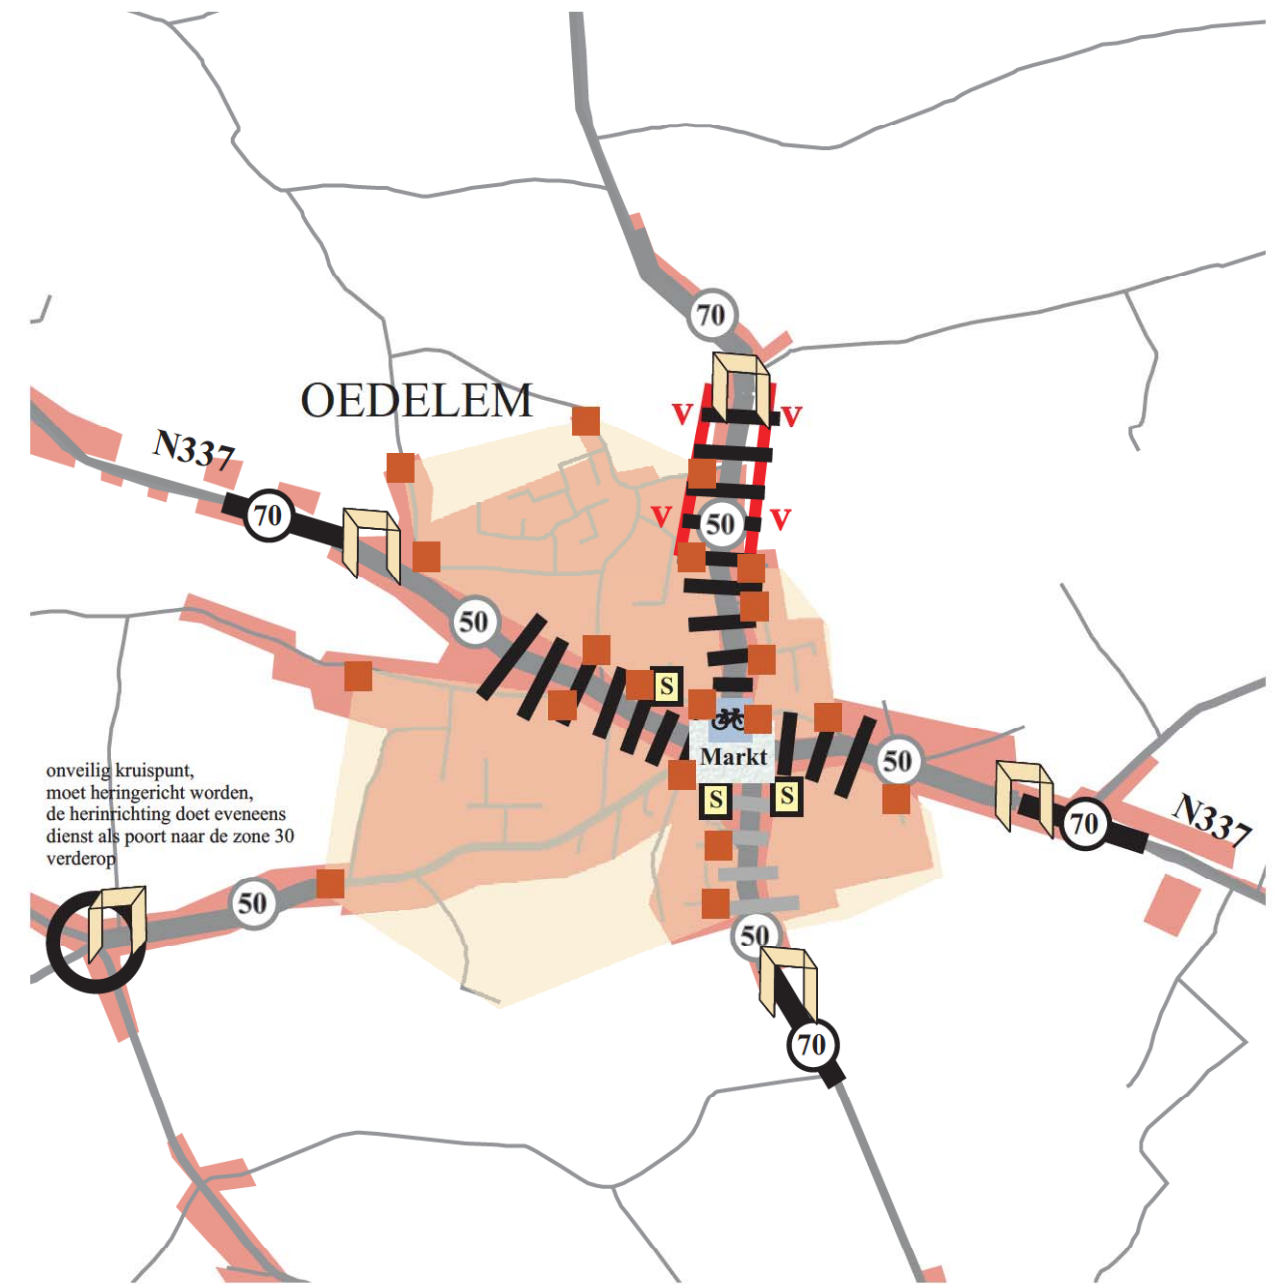 70
OEDELEM
V
V
N337
70
50
V
V
50
S
Markt
50
S
S
70
N337
onveilig kruispunt,
moet heringericht worden,
de herinrichting doet eveneens
dienst als poort naar de zone 30
verderop
50
50
70